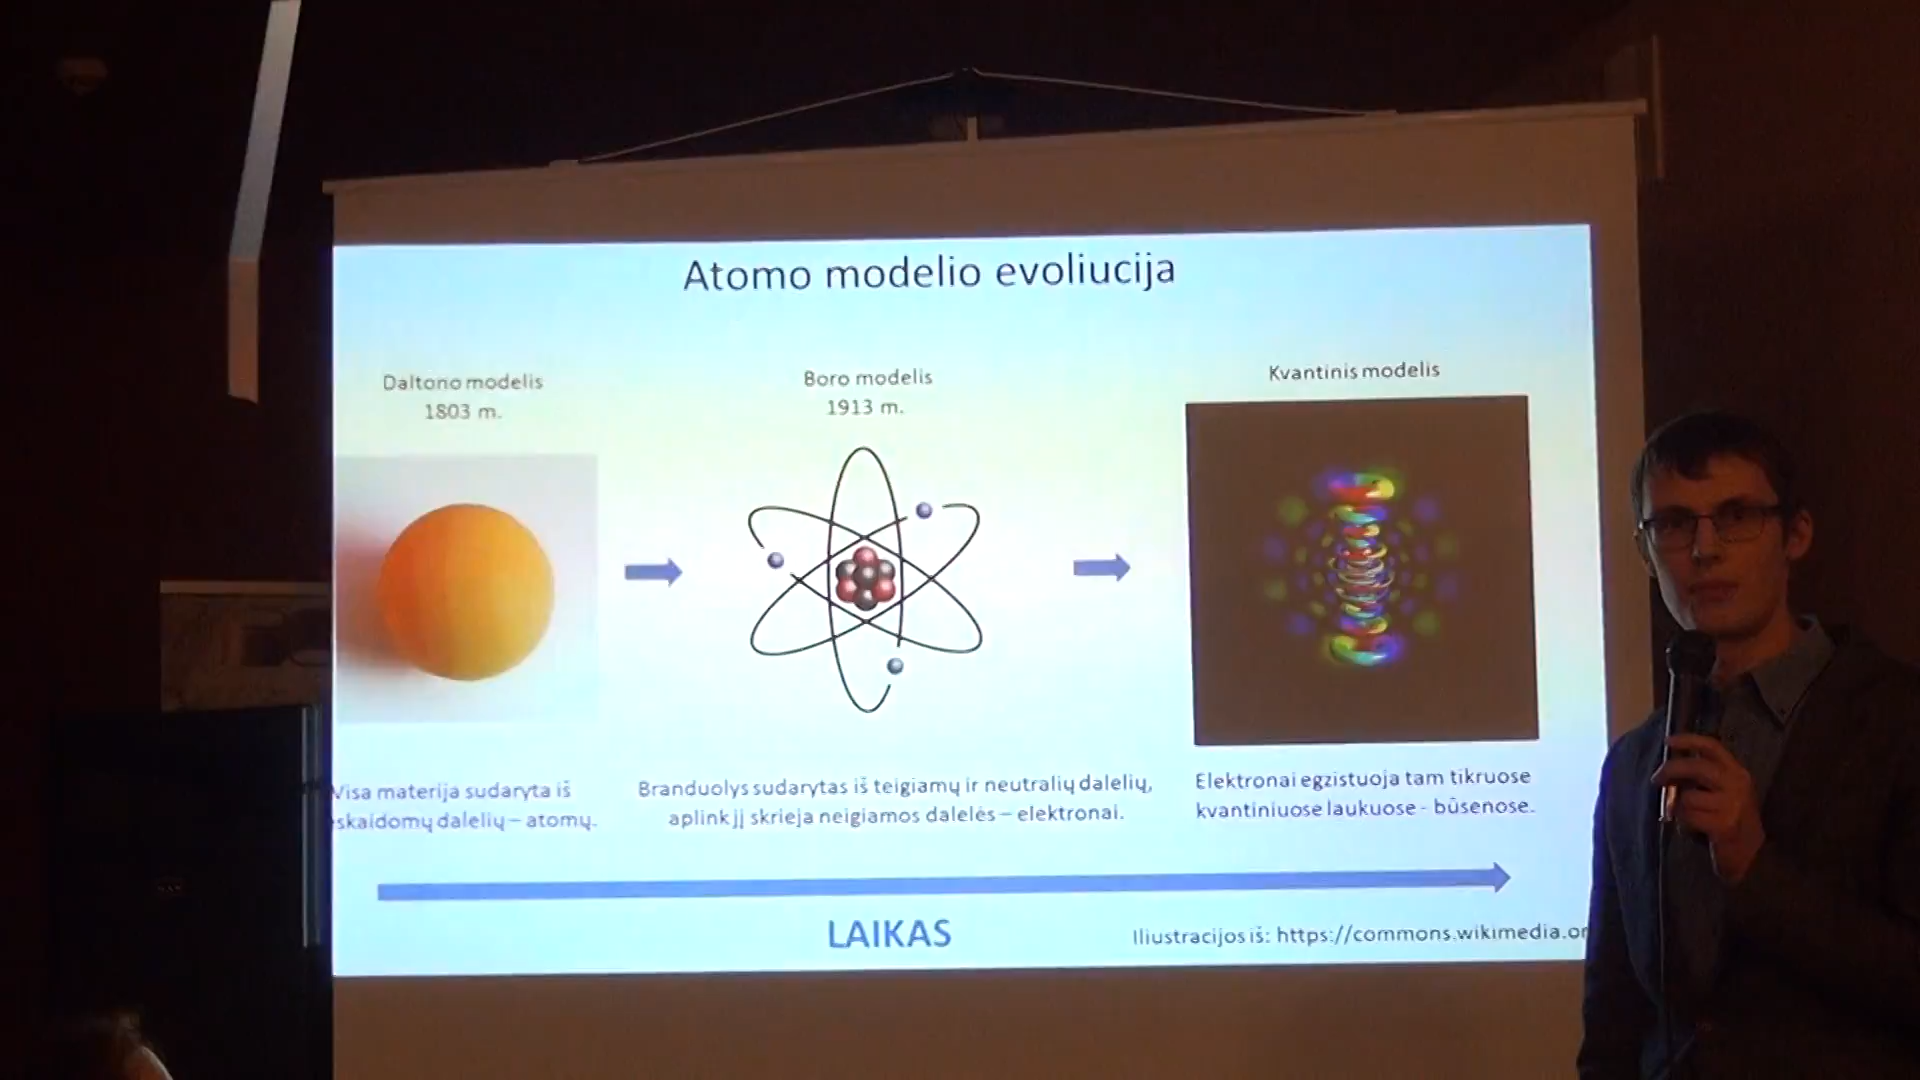 Atomo modelio evoliucija
Daltono modelis
1803 m.
Boro modelis
1913 m.
Kvantinis modelis
Visa materija sudaryta iš
skaidomų dalelių – atomų.
Branduolys sudarytas iš teigiamų ir neutralių dalelių,
aplink jį skrieja neigiamos dalelės – elektronai.
Elektronai egzistuoja tam tikruose
kvantiniuose laukuose - būsenose.
LAIKAS
Iliustracijos iš: https://commons.wikimedia.or